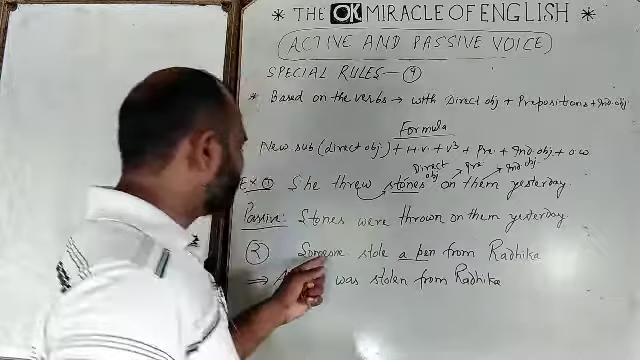 * THE OK MIRACLE OF ENGLISH *
ACTIVE AND PASSIVE VOICE
SPECIAL RULES - 9
* Based on the verbs → with Direct obj + Prepositions + Ind. obj
Formula
New sub (direct obj) + H.V + V³ + Pre + Ind. obj + O.W
Direct obj Pre Ind. obj
EX ① She threw stones on them yesterday.
Passive: Stones were thrown on them yesterday
② Someone stole a pen from Radhika
⇒ A was stolen from Radhika